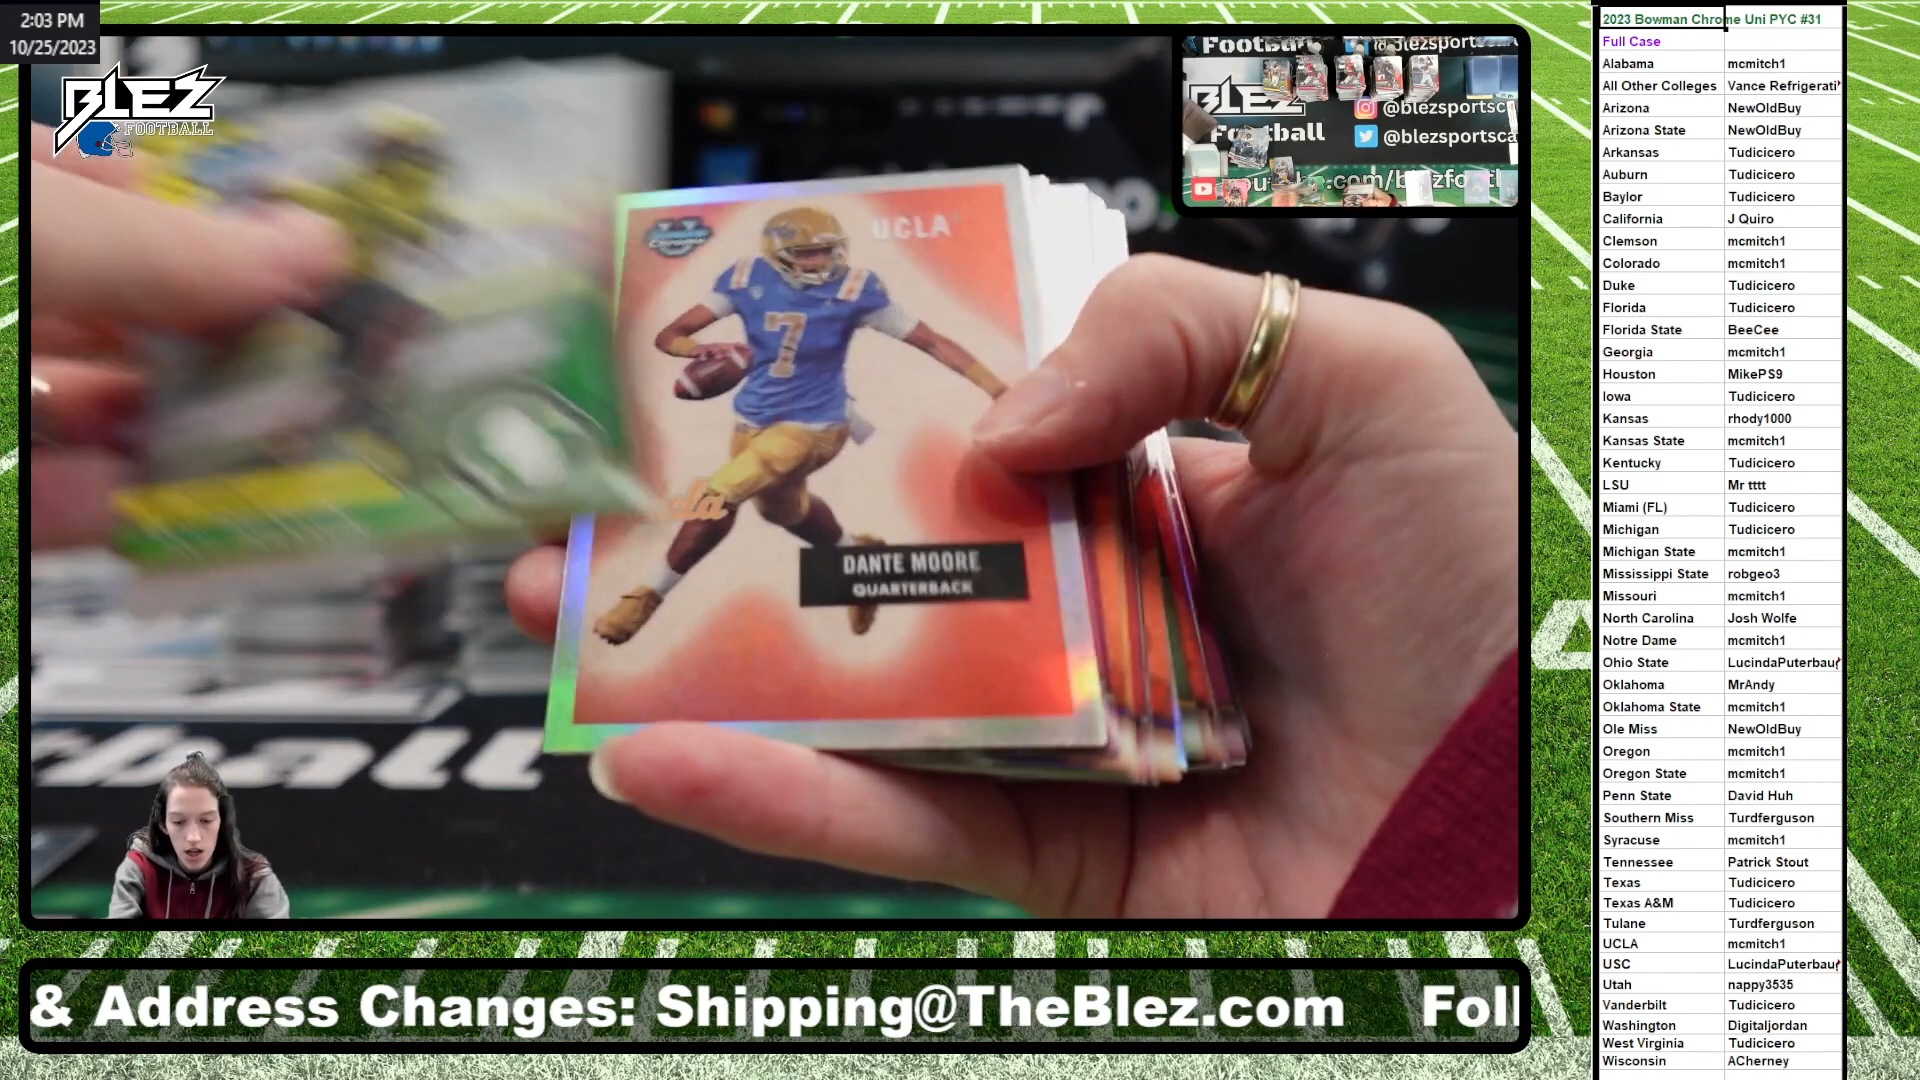 2:03 PM
10/25/2023
BLEZ
FOOTBALL
UCLA
7
DANTE MOORE
QUARTERBACK
Football
BLEZ
@blezsportsca
Football
@blezsportsca
& Address Changes: Shipping@TheBlez.com
2023 Bowman Chrome Uni PYC #31
Full Case
Alabama mcmitch1
All Other Colleges Vance Refrigerati
Arizona NewOldBuy
Arizona State NewOldBuy
Arkansas Tudicicero
Auburn Tudicicero
Baylor Tudicicero
California J Quiro
Clemson mcmitch1
Colorado mcmitch1
Duke Tudicicero
Florida Tudicicero
Florida State BeeCee
Georgia mcmitch1
Houston MikePS9
Iowa Tudicicero
Kansas rhody1000
Kansas State mcmitch1
Kentucky Tudicicero
LSU Mr tttt
Miami (FL) Tudicicero
Michigan Tudicicero
Michigan State mcmitch1
Mississippi State robgeo3
Missouri mcmitch1
North Carolina Josh Wolfe
Notre Dame mcmitch1
Ohio State LucindaPuterbau
Oklahoma MrAndy
Oklahoma State mcmitch1
Ole Miss NewOldBuy
Oregon mcmitch1
Oregon State mcmitch1
Penn State David Huh
Southern Miss Turdferguson
Syracuse mcmitch1
Tennessee Patrick Stout
Texas Tudicicero
Texas A&M Tudicicero
Tulane Turdferguson
UCLA mcmitch1
USC LucindaPuterbau
Utah nappy3535
Vanderbilt Tudicicero
Washington Digitaljordan
West Virginia Tudicicero
Wisconsin ACherney